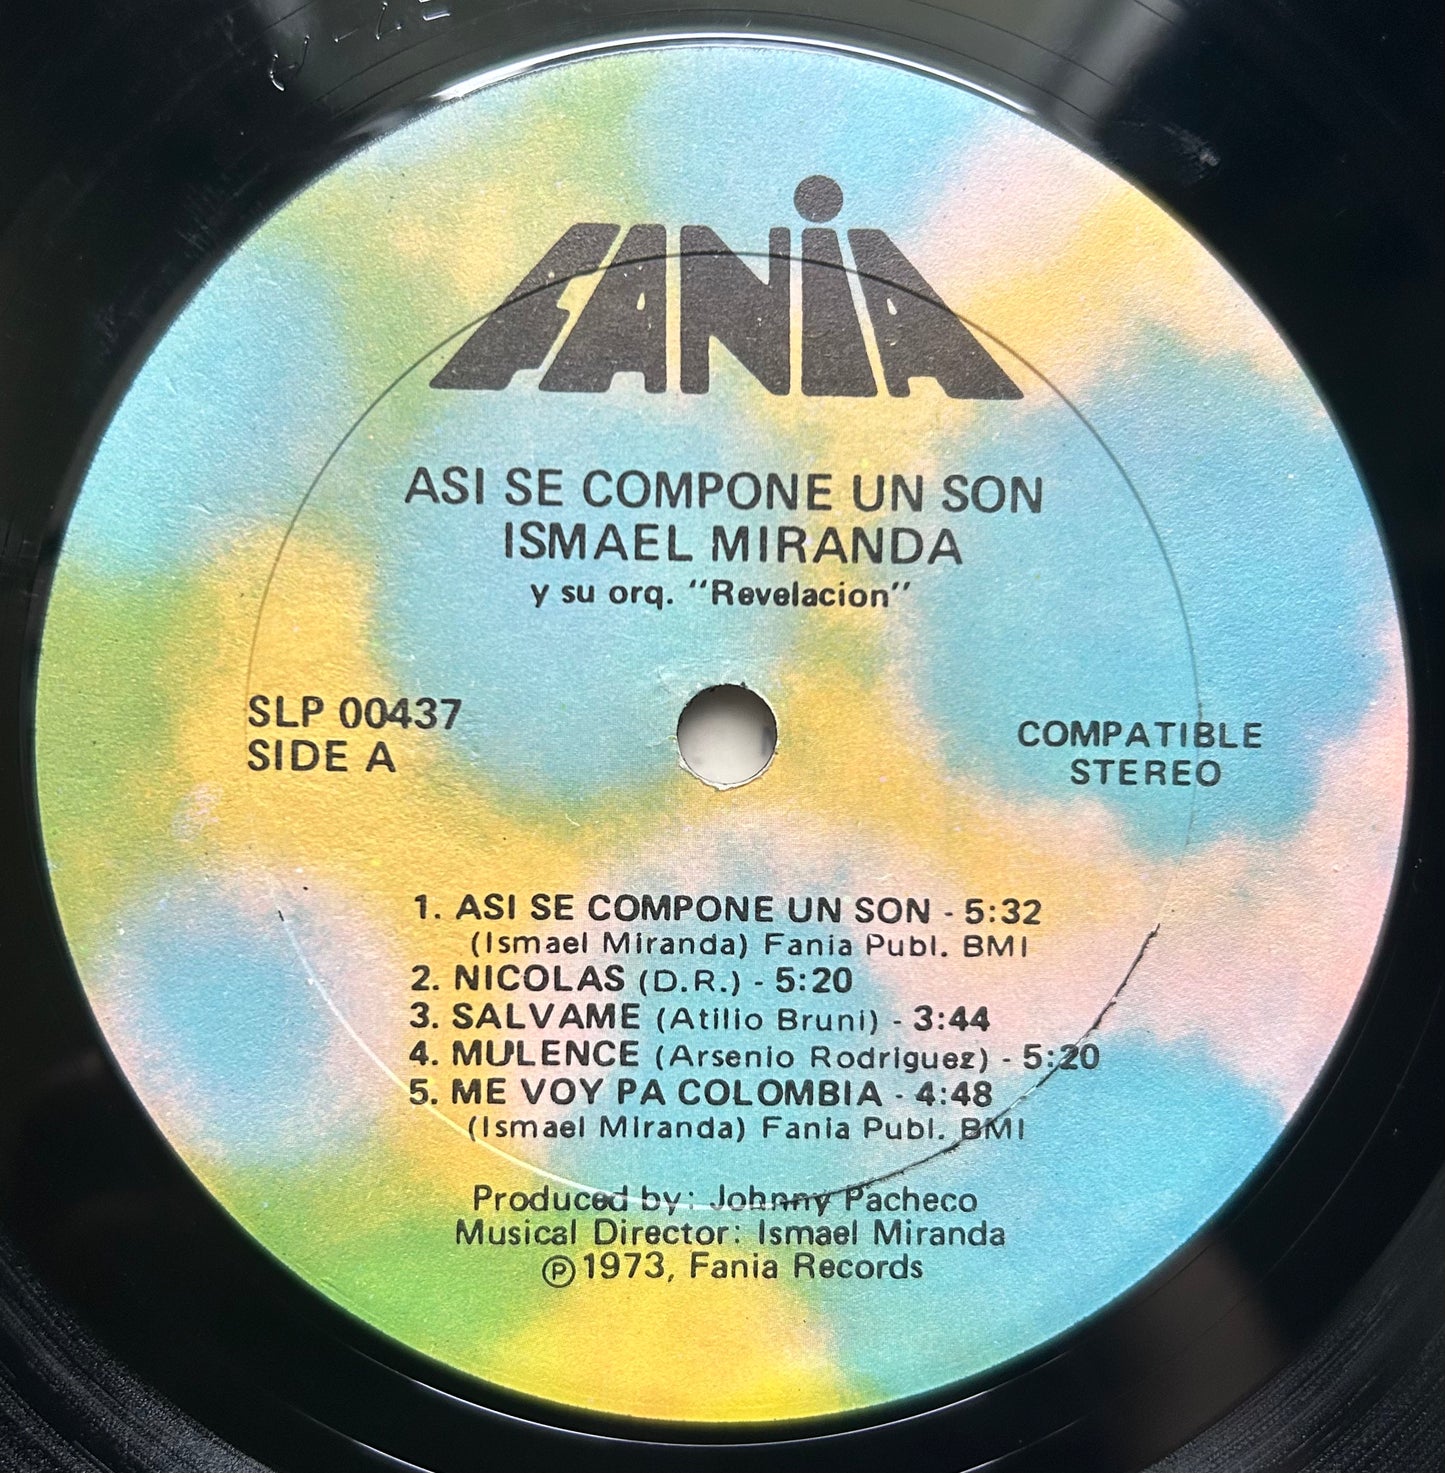 FANiA
ASI SE COMPONE UN SON
ISMAEL MIRANDA
y su orq. "Revelacion"
SLP 00437
SIDE A
COMPATIBLE
STEREO
1. ASI SE COMPONE UN SON - 5:32
(Ismael Miranda) Fania Publ. BMI
2. NICOLAS (D.R.) - 5:20
3. SALVAME (Atilio Bruni) - 3:44
4. MULENCE (Arsenio Rodriguez) - 5:20
5. ME VOY PA COLOMBIA - 4:48
(Ismael Miranda) Fania Publ. BMI
Produced by: Johnny Pacheco
Musical Director: Ismael Miranda
℗ 1973, Fania Records